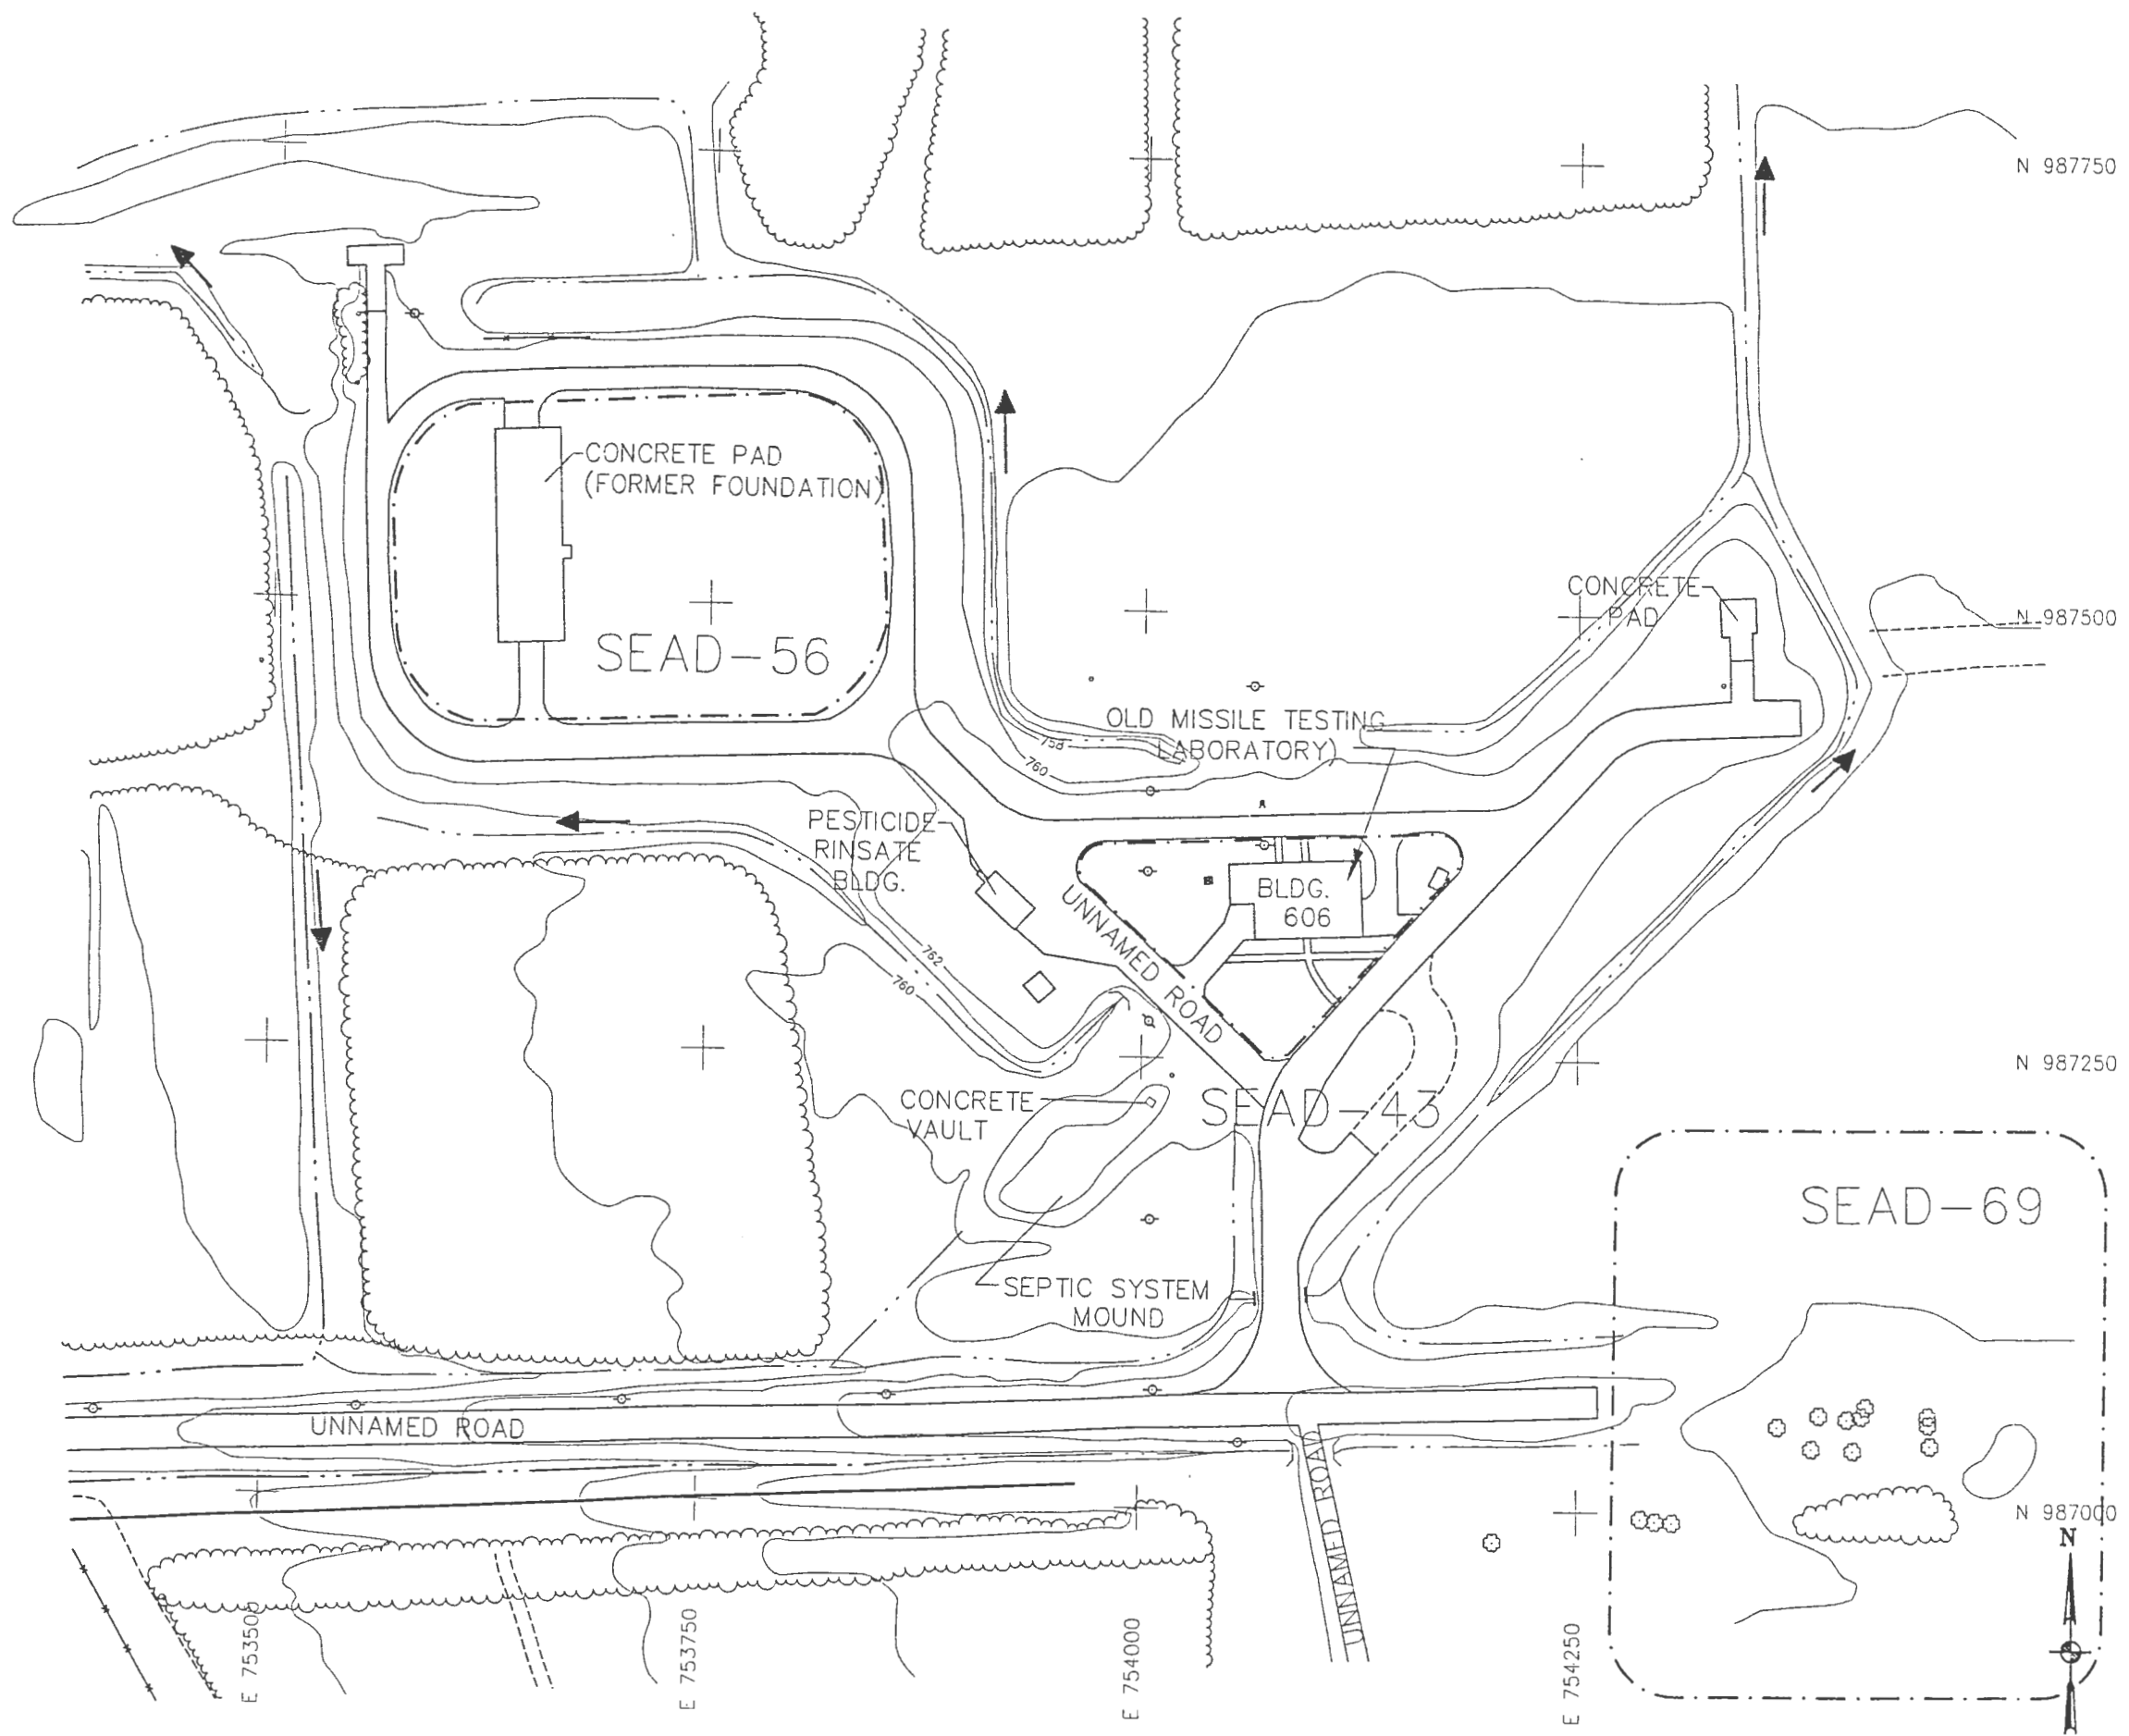 N 987750
CONCRETE PAD
(FORMER FOUNDATION)
SEAD-56
CONCRETE
PAD
N 987500
OLD MISSILE TESTING
LABORATORY)
758
760
PESTICIDE
RINSATE
BLDG.
BLDG.
606
UNNAMED ROAD
762
760
N 987250
CONCRETE
VAULT
SEAD-43
SEAD-69
SEPTIC SYSTEM
MOUND
UNNAMED ROAD
UNNAMED ROAD
UNNAMED ROAD
N 987000
N
E 753500
E 753750
E 754000
E 754250